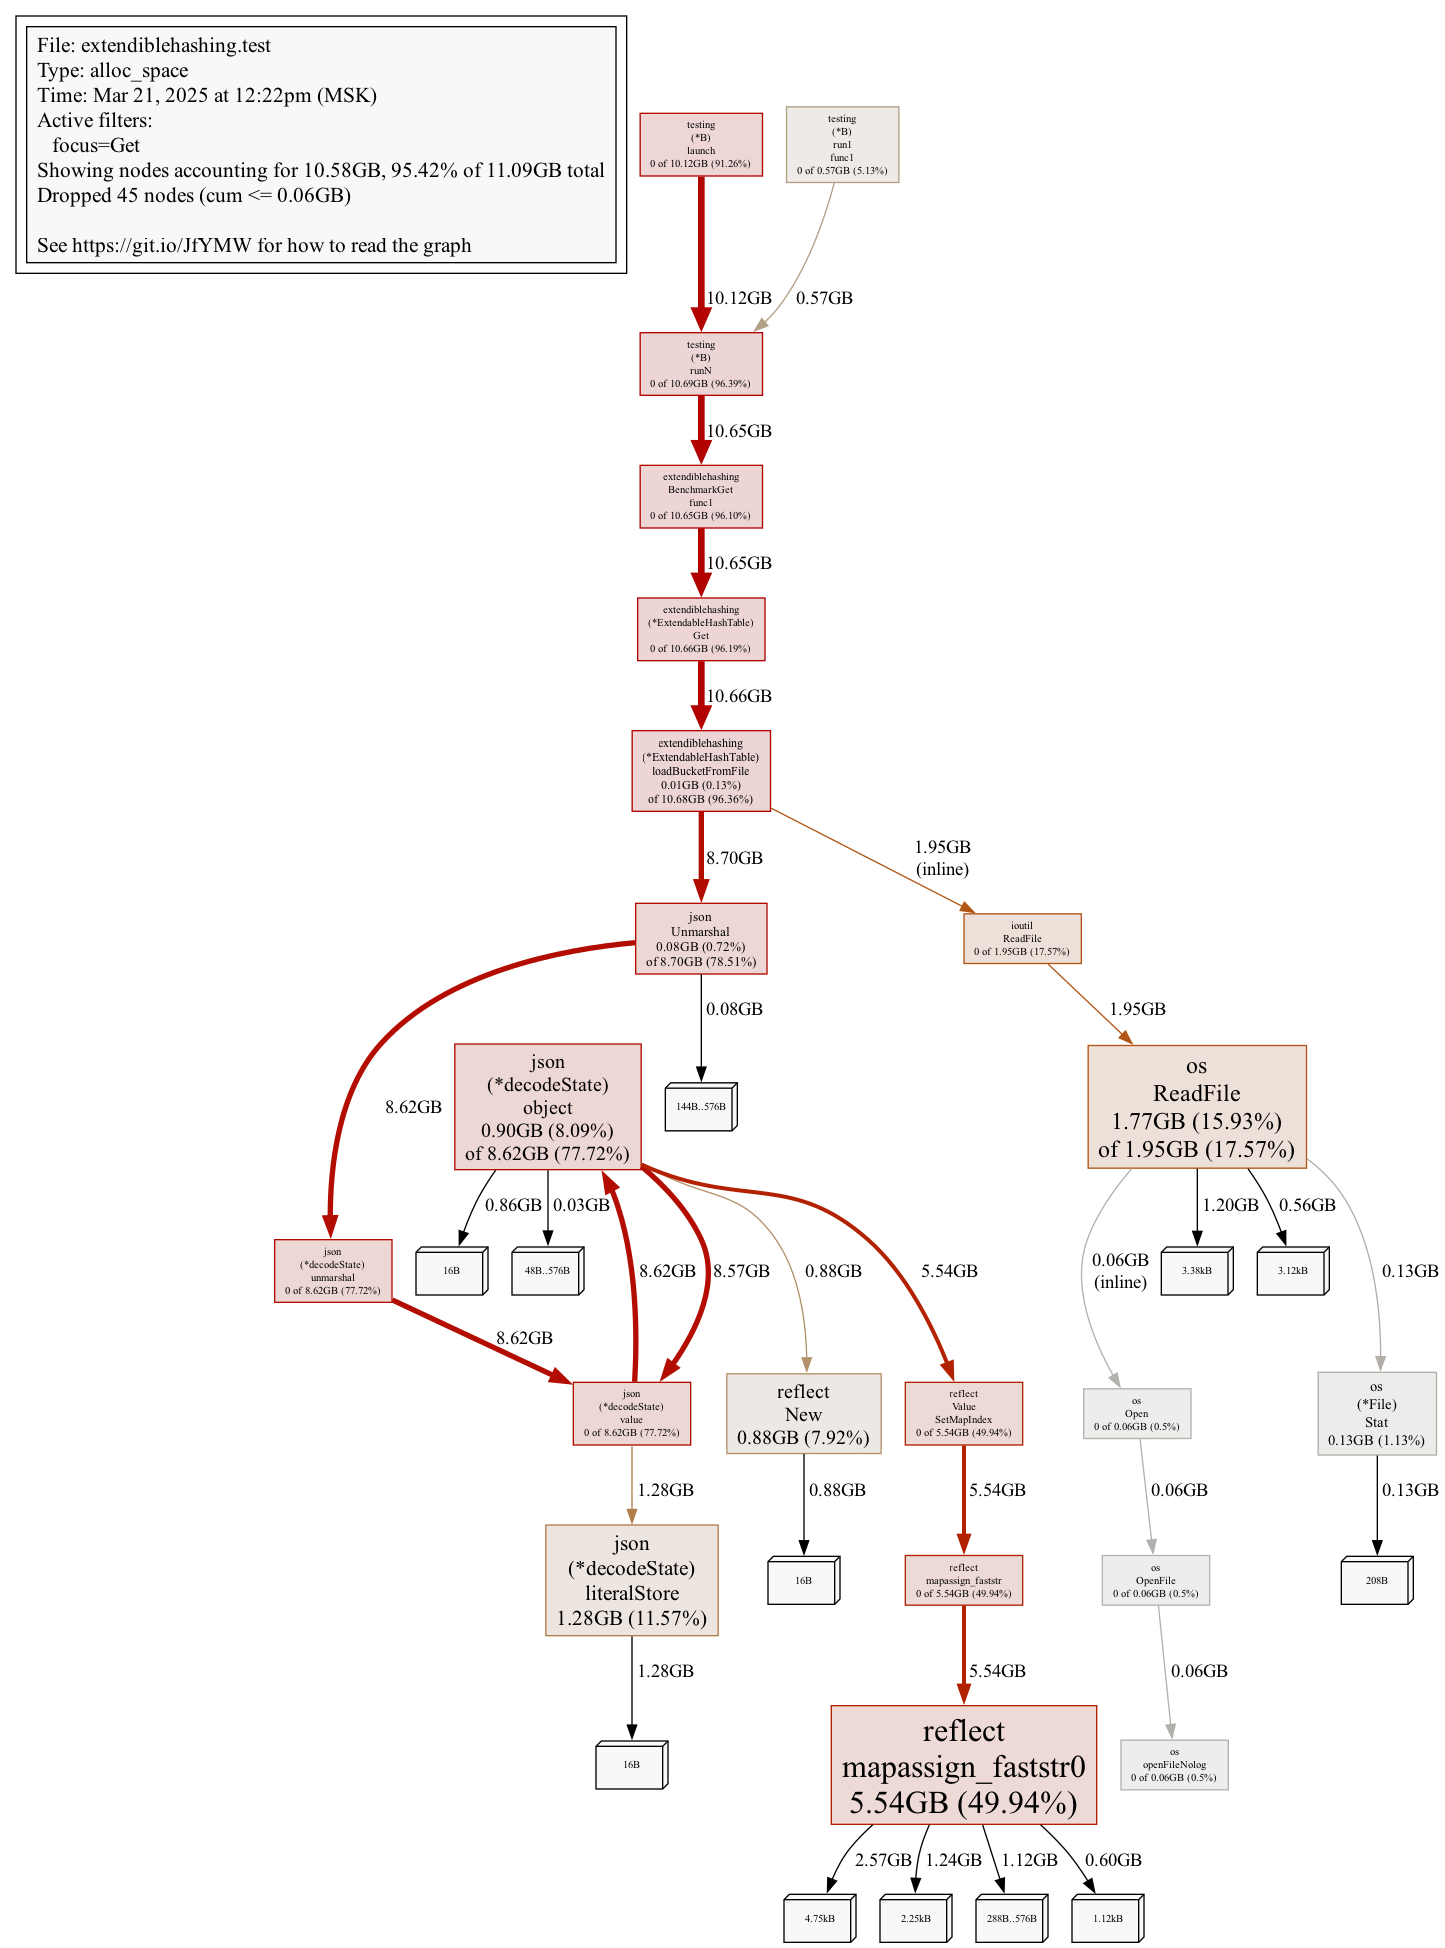 File: extendiblehashing.test
Type: alloc_space
Time: Mar 21, 2025 at 12:22pm (MSK)
Active filters:
focus=Get
Showing nodes accounting for 10.58GB, 95.42% of 11.09GB total
Dropped 45 nodes (cum <= 0.06GB)
See https://git.io/JfYMW for how to read the graph
testing
(*B)
launch
0 of 10.12GB (91.26%)
testing
(*B)
run1
func1
0 of 0.57GB (5.13%)
10.12GB
0.57GB
testing
(*B)
runN
0 of 10.69GB (96.39%)
10.65GB
extendiblehashing
BenchmarkGet
func1
0 of 10.65GB (96.10%)
10.65GB
extendiblehashing
(*ExtendableHashTable)
Get
0 of 10.66GB (96.19%)
10.66GB
extendiblehashing
(*ExtendableHashTable)
loadBucketFromFile
0.01GB (0.13%)
of 10.68GB (96.36%)
8.70GB
1.95GB
(inline)
json
Unmarshal
0.08GB (0.72%)
of 8.70GB (78.51%)
ioutil
ReadFile
0 of 1.95GB (17.57%)
8.62GB
0.08GB
1.95GB
json
(*decodeState)
object
0.90GB (8.09%)
of 8.62GB (77.72%)
144B..576B
os
ReadFile
1.77GB (15.93%)
of 1.95GB (17.57%)
0.86GB
0.03GB
8.62GB
8.57GB
0.88GB
5.54GB
0.06GB
(inline)
1.20GB
0.56GB
0.13GB
json
(*decodeState)
unmarshal
0 of 8.62GB (77.72%)
16B
48B..576B
3.38kB
3.12kB
8.62GB
json
(*decodeState)
value
0 of 8.62GB (77.72%)
reflect
New
0.88GB (7.92%)
reflect
Value
SetMapIndex
0 of 5.54GB (49.94%)
os
Open
0 of 0.06GB (0.5%)
os
(*File)
Stat
0.13GB (1.13%)
1.28GB
0.88GB
5.54GB
0.06GB
0.13GB
json
(*decodeState)
literalStore
1.28GB (11.57%)
16B
reflect
mapassign_faststr
0 of 5.54GB (49.94%)
os
OpenFile
0 of 0.06GB (0.5%)
208B
1.28GB
5.54GB
0.06GB
16B
reflect
mapassign_faststr0
5.54GB (49.94%)
os
openFileNolog
0 of 0.06GB (0.5%)
2.57GB
1.24GB
1.12GB
0.60GB
4.75kB
2.25kB
288B..576B
1.12kB